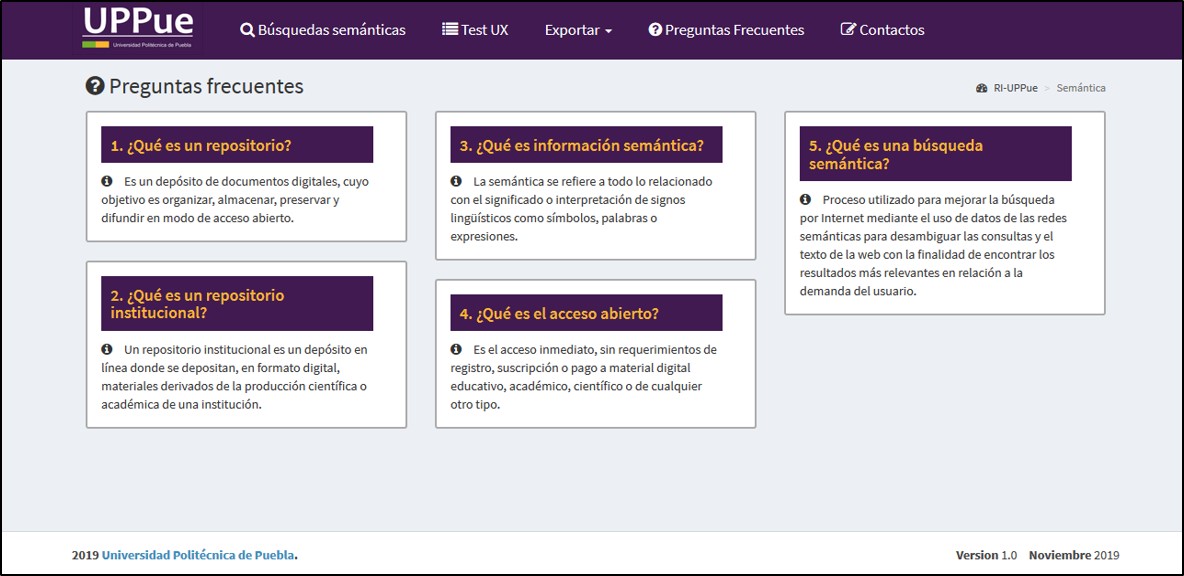 UPPue
Universidad Politécnica de Puebla
Búsquedas semánticas
Test UX
Exportar
Preguntas Frecuentes
Contactos
Preguntas frecuentes
RI-UPPue > Semántica
1. ¿Qué es un repositorio?
Es un depósito de documentos digitales, cuyo
objetivo es organizar, almacenar, preservar y
difundir en modo de acceso abierto.
2. ¿Qué es un repositorio
institucional?
Un repositorio institucional es un depósito en
línea donde se depositan, en formato digital,
materiales derivados de la producción científica o
académica de una institución.
3. ¿Qué es información semántica?
La semántica se refiere a todo lo relacionado
con el significado o interpretación de signos
lingüísticos como símbolos, palabras o
expresiones.
4. ¿Qué es el acceso abierto?
Es el acceso inmediato, sin requerimientos de
registro, suscripción o pago a material digital
educativo, académico, científico o de cualquier
otro tipo.
5. ¿Qué es una búsqueda
semántica?
Proceso utilizado para mejorar la búsqueda
por Internet mediante el uso de datos de las redes
semánticas para desambiguar las consultas y el
texto de la web con la finalidad de encontrar los
resultados más relevantes en relación a la
demanda del usuario.
2019 Universidad Politécnica de Puebla.
Version 1.0 Noviembre 2019